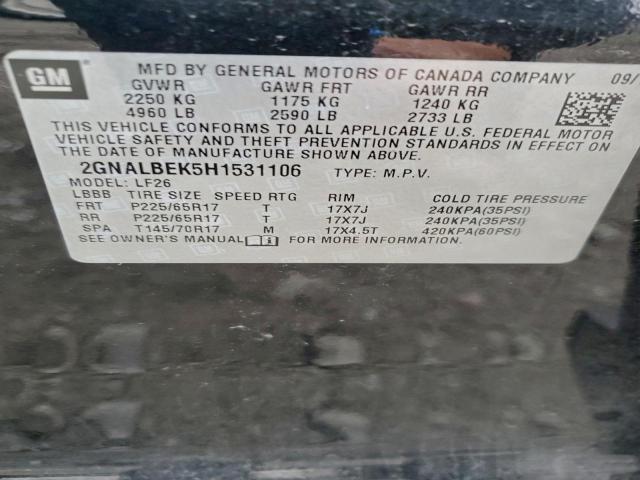 GM
MFD BY GENERAL MOTORS OF CANADA COMPANY 09/
GVWR GAWR FRT GAWR RR
2250 KG 1175 KG 1240 KG
4960 LB 2590 LB 2733 LB
THIS VEHICLE CONFORMS TO ALL APPLICABLE U.S. FEDERAL MOTOR
VEHICLE SAFETY AND THEFT PREVENTION STANDARDS IN EFFECT ON
THE DATE OF MANUFACTURE SHOWN ABOVE.
2GNALBEK5H1531106 TYPE: M.P.V.
MODEL: LF26
LBBB TIRE SIZE SPEED RTG RIM COLD TIRE PRESSURE
FRT P225/65R17 T 17X7J 240KPA(35PSI)
RR P225/65R17 T 17X7J 240KPA(35PSI)
SPA T145/70R17 M 17X4.5T 420KPA(60PSI)
SEE OWNER'S MANUAL FOR MORE INFORMATION.